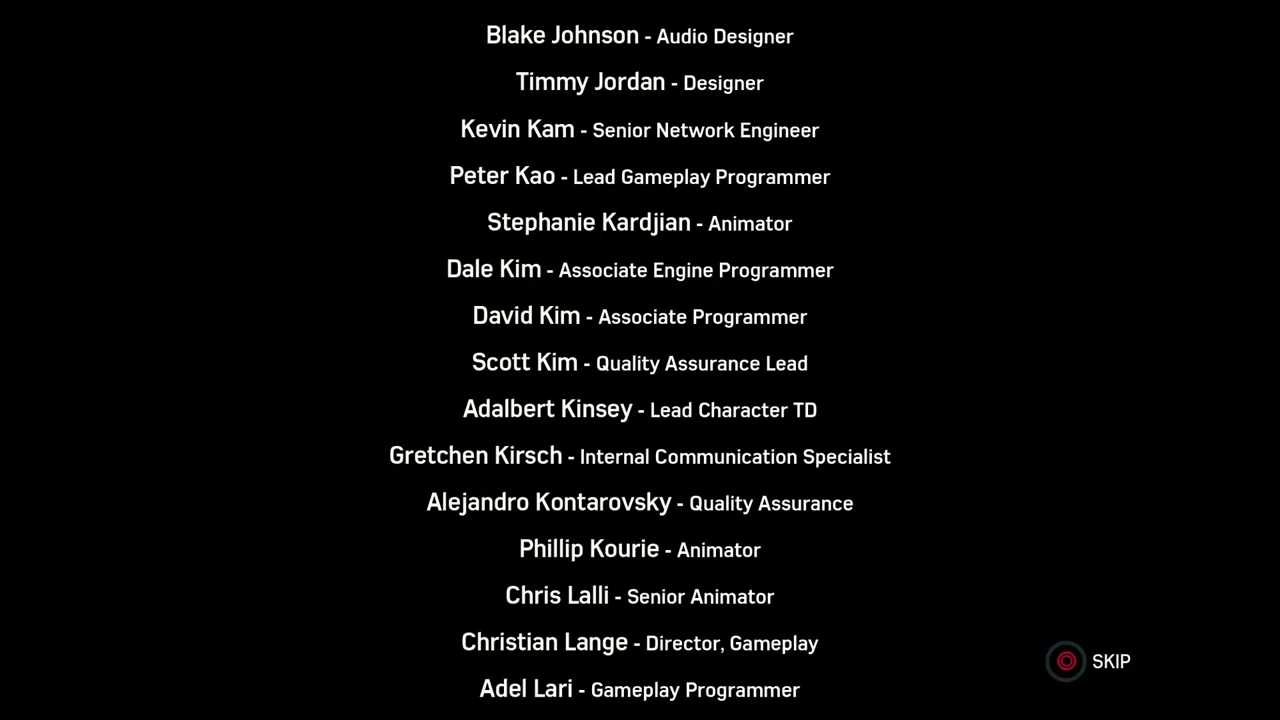 Blake Johnson - Audio Designer
Timmy Jordan - Designer
Kevin Kam - Senior Network Engineer
Peter Kao - Lead Gameplay Programmer
Stephanie Kardjian - Animator
Dale Kim - Associate Engine Programmer
David Kim - Associate Programmer
Scott Kim - Quality Assurance Lead
Adalbert Kinsey - Lead Character TD
Gretchen Kirsch - Internal Communication Specialist
Alejandro Kontarovsky - Quality Assurance
Phillip Kourie - Animator
Chris Lalli - Senior Animator
Christian Lange - Director, Gameplay
SKIP
Adel Lari - Gameplay Programmer